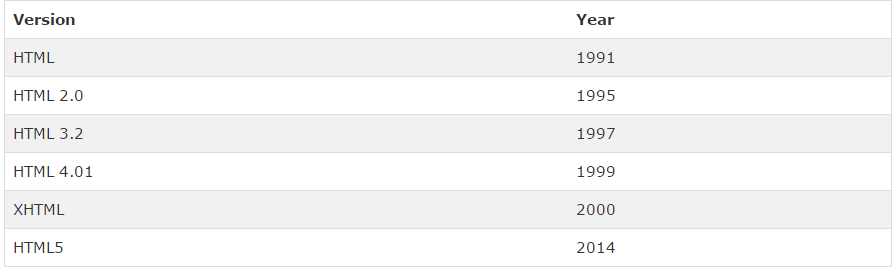 Version Year
HTML 1991
HTML 2.0 1995
HTML 3.2 1997
HTML 4.01 1999
XHTML 2000
HTML5 2014